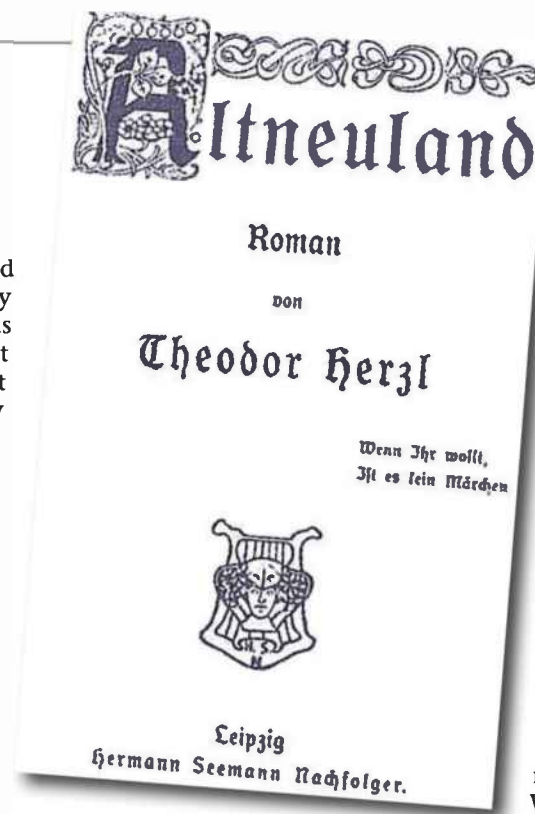 Altneuland
Roman
von
Theodor Herzl
Wenn Ihr wollt,
Ist es kein Märchen
H. S.
N
Leipzig
Hermann Seemann Nachfolger.